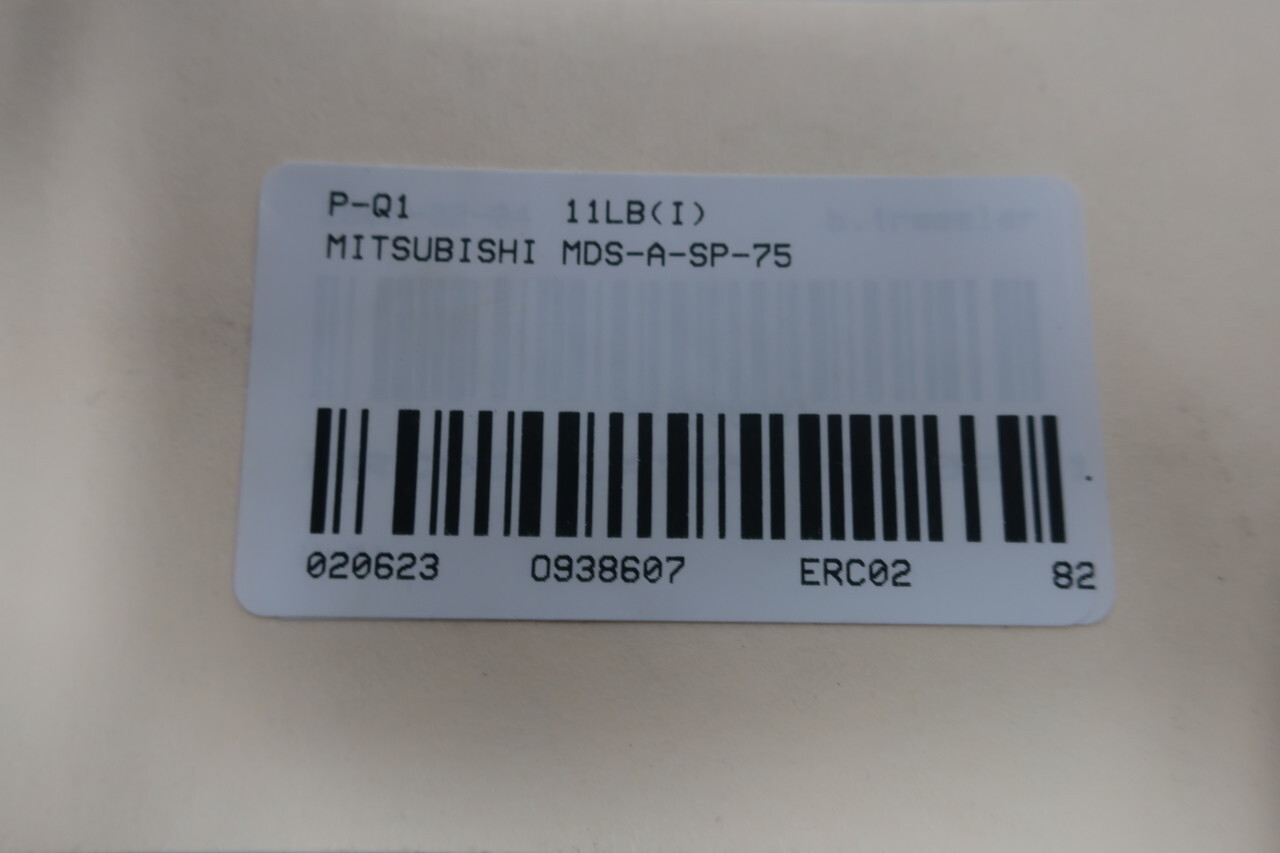 P-Q1 11LB(I)
MITSUBISHI MDS-A-SP-75
020623 0938607 ERC02 82